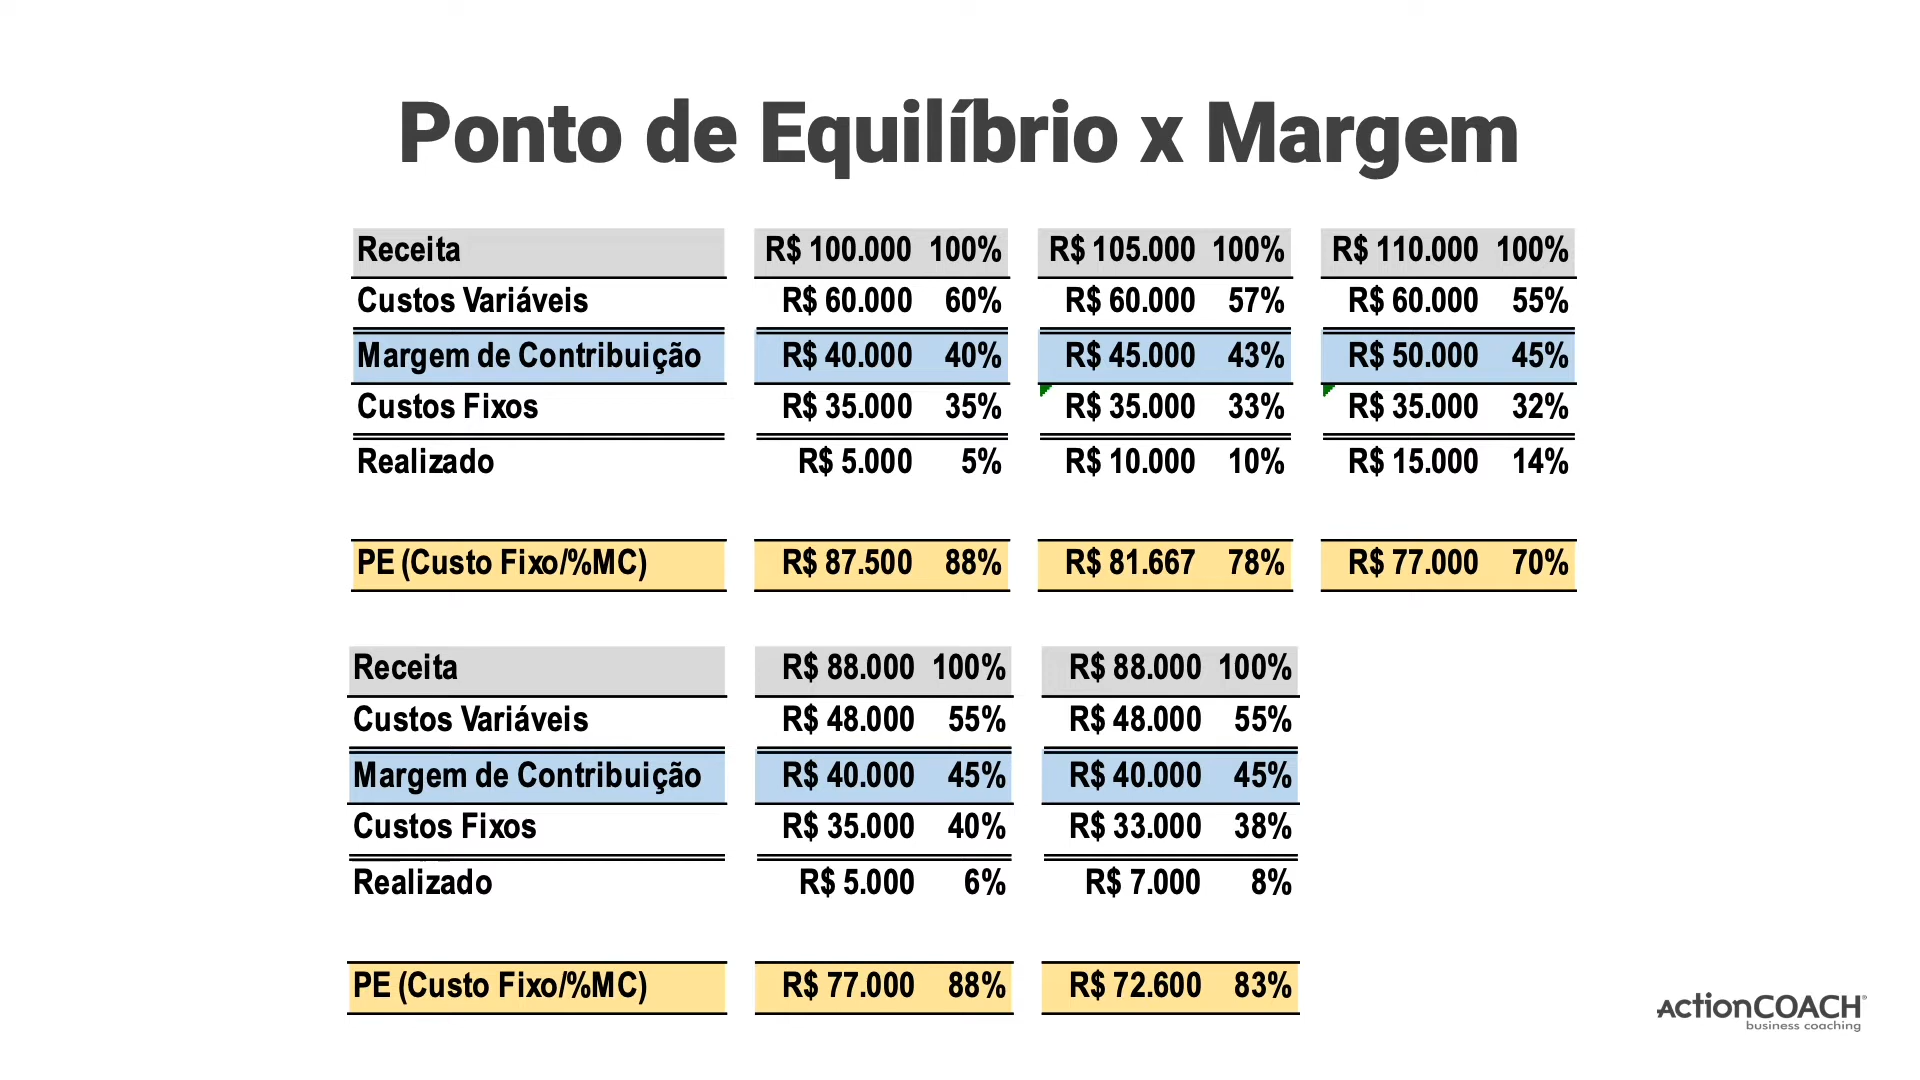 Ponto de Equilíbrio x Margem
Receita R$ 100.000 100% R$ 105.000 100% R$ 110.000 100%
Custos Variáveis R$ 60.000 60% R$ 60.000 57% R$ 60.000 55%
Margem de Contribuição R$ 40.000 40% R$ 45.000 43% R$ 50.000 45%
Custos Fixos R$ 35.000 35% R$ 35.000 33% R$ 35.000 32%
Realizado R$ 5.000 5% R$ 10.000 10% R$ 15.000 14%
PE (Custo Fixo/%MC) R$ 87.500 88% R$ 81.667 78% R$ 77.000 70%
Receita R$ 88.000 100% R$ 88.000 100%
Custos Variáveis R$ 48.000 55% R$ 48.000 55%
Margem de Contribuição R$ 40.000 45% R$ 40.000 45%
Custos Fixos R$ 35.000 40% R$ 33.000 38%
Realizado R$ 5.000 6% R$ 7.000 8%
PE (Custo Fixo/%MC) R$ 77.000 88% R$ 72.600 83%
ActionCOACH®
business coaching